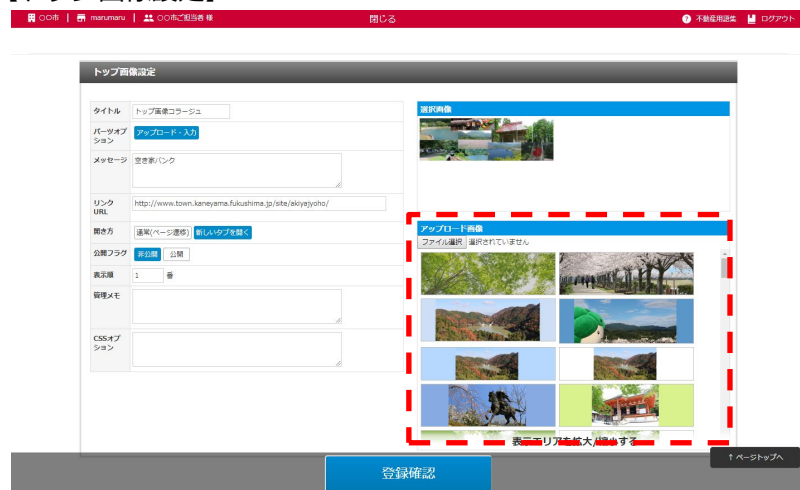 〇〇市 marumaru 〇〇市ご担当者 様 閉じる 不動産用語集 ログアウト
トップ画像設定
タイトル トップ画像コラージュ
パーツオプション アップロード・入力
メッセージ 空き家バンク
リンクURL http://www.town.kaneyama.fukushima.jp/site/akiyajyoho/
開き方 通常(ページ遷移) 新しいタブを開く
公開フラグ 非公開 公開
表示順 1 番
管理メモ
CSSオプション
選択画像
アップロード画像
ファイル選択 選択されていません
表示エリアを拡大/縮小する
↑ ページトップへ
登録確認